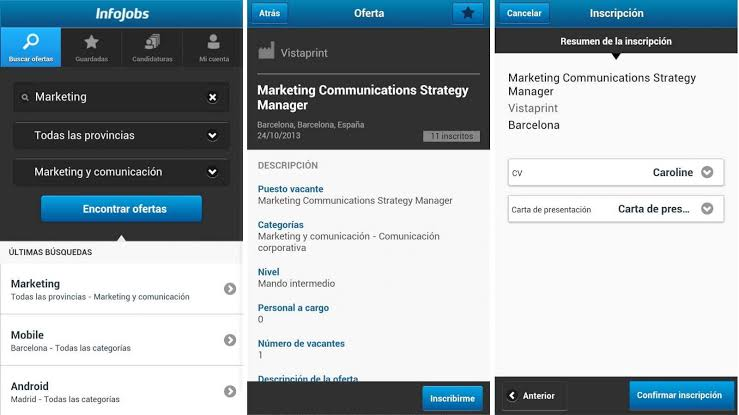 InfoJobs
Buscar ofertas
Guardadas
Candidaturas
Mi cuenta
Marketing
Todas las provincias
Marketing y comunicación
Encontrar ofertas
ÚLTIMAS BÚSQUEDAS
Marketing
Todas las provincias - Marketing y comunicación
Mobile
Barcelona - Todas las categorías
Android
Madrid - Todas las categorías
Atrás
Oferta
Vistaprint
Marketing Communications Strategy
Manager
Barcelona, Barcelona, España
24/10/2013
11 inscritos
DESCRIPCIÓN
Puesto vacante
Marketing Communications Strategy Manager
Categorías
Marketing y comunicación - Comunicación
corporativa
Nivel
Mando intermedio
Personal a cargo
0
Número de vacantes
1
Descripción de la oferta
Inscribirme
Cancelar
Inscripción
Resumen de la inscripción
Marketing Communications Strategy
Manager
Vistaprint
Barcelona
CV
Caroline
Carta de presentación
Carta de pres...
Anterior
Confirmar inscripción